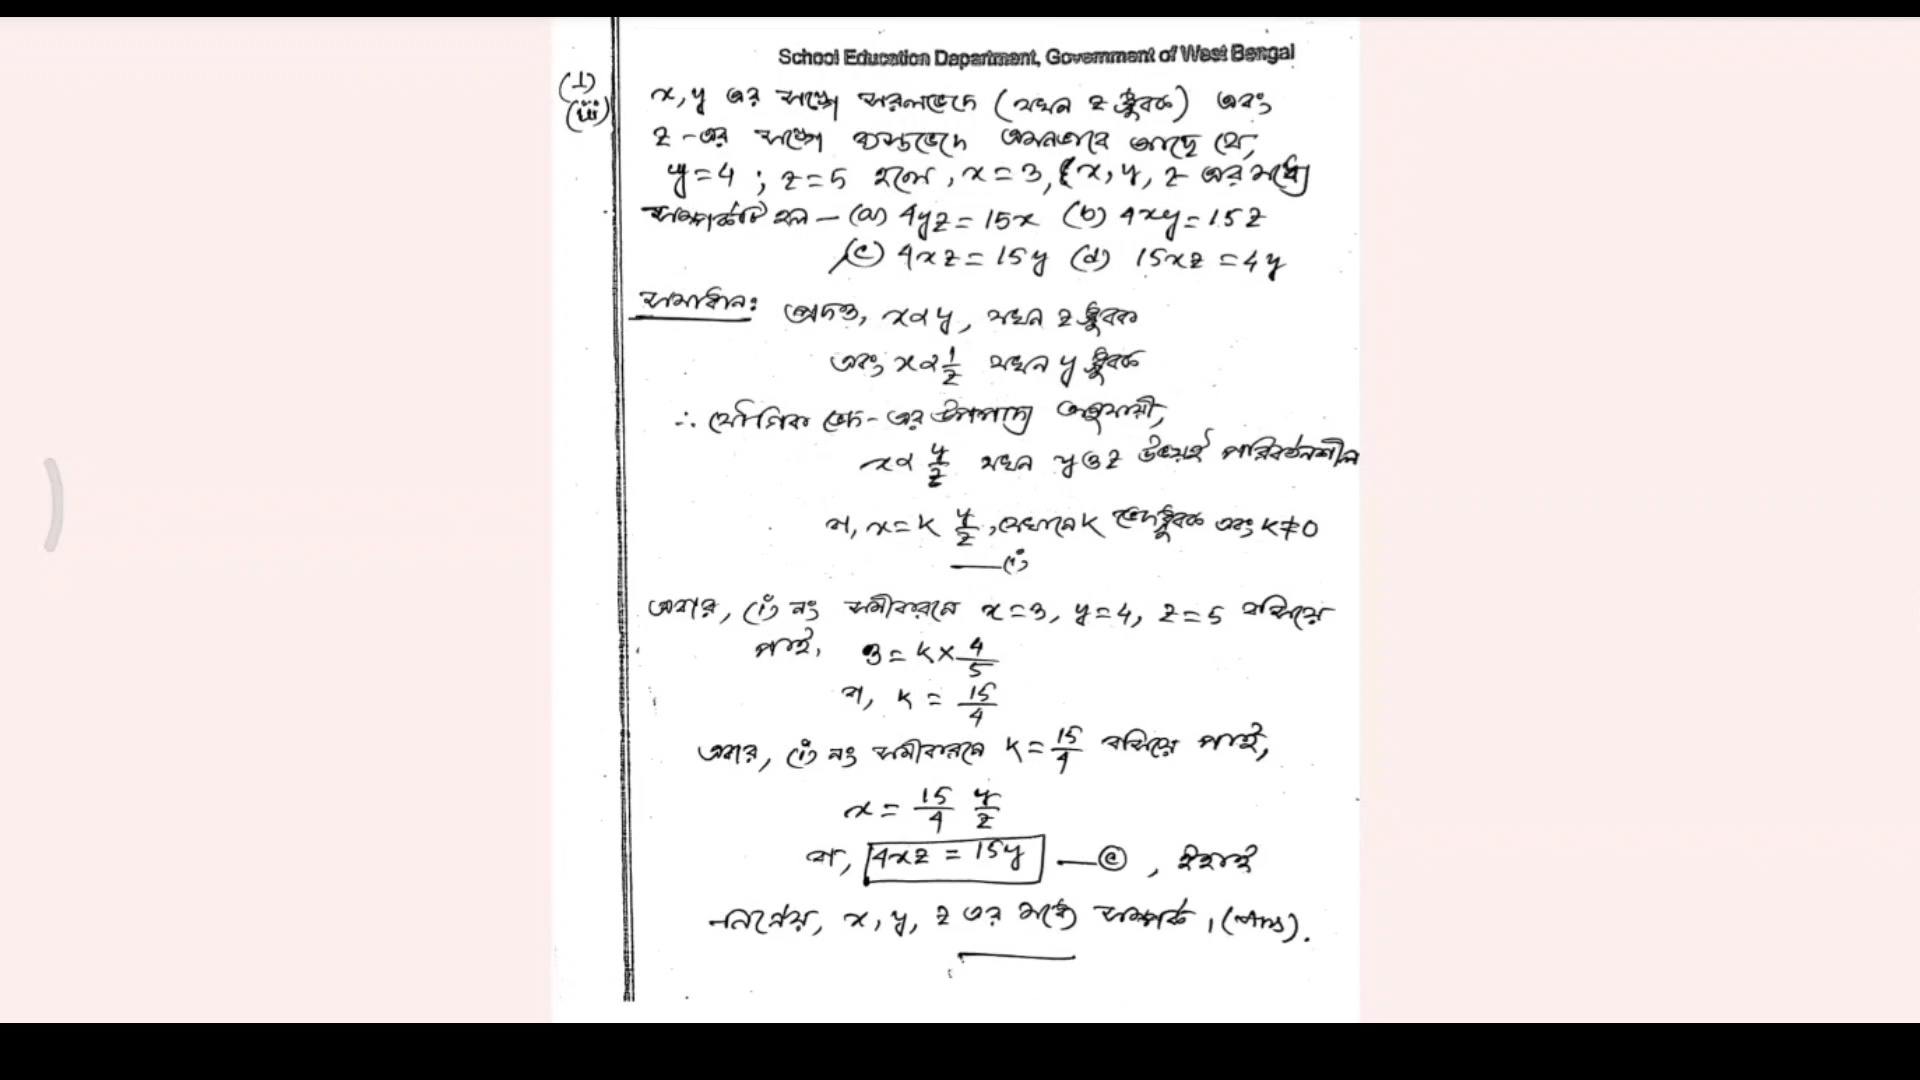 School Education Department, Government of West Bengal
(1)
(iii)
x, y এর সঙ্গে সরলভেদে (যখন z ধ্রুবক) এবং
z-এর সঙ্গে ব্যস্তভেদে এমনভাবে আছে যে,
y=4 ; z=5 হলে, x=3, x, y, z এর মধ্যে
সম্পর্কটি হল – (a) 4yz = 15x (b) 4xy = 15z
(c) 4xz = 15y (d) 15xz = 4y
সমাধান: প্রদত্ত, x∝y, যখন z ধ্রুবক
এবং x∝1/z যখন y ধ্রুবক
∴ যৌগিক ভেদ-এর উপপাদ্য অনুযায়ী,
x∝ y/z যখন y ও z উভয়ই পরিবর্তনশীল
বা, x=k y/z, যেখানে k ভেদধ্রুবক এবং k≠0
—(i)
আবার, (i) নং সমীকরণে x=3, y=4, z=5 বসিয়ে
পাই, 3=k×4/5
বা, k = 15/4
আবার, (i) নং সমীকরণে k=15/4 বসিয়ে পাই,
x = 15/4 y/z
বা, 4xz = 15y —(c), ইহাই
নির্ণেয়, x, y, z এর মধ্যে সম্পর্ক। (Ans).